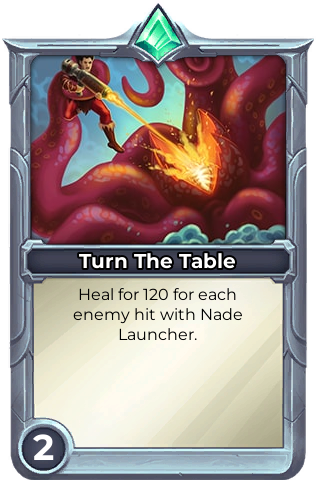 Turn The Table
Heal for 120 for each
enemy hit with Nade
Launcher.
2